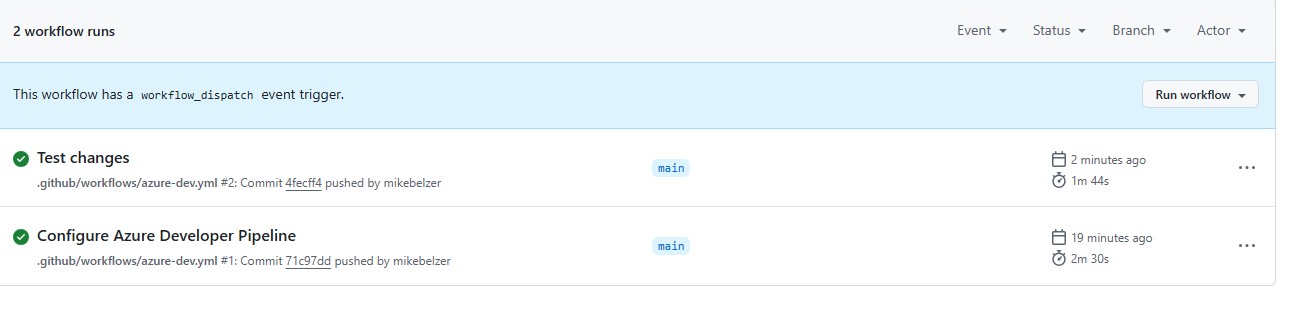 2 workflow runs
Event Status Branch Actor
This workflow has a workflow_dispatch event trigger.
Run workflow
Test changes
.github/workflows/azure-dev.yml #2: Commit 4fecff4 pushed by mikebelzer
main
2 minutes ago
1m 44s
Configure Azure Developer Pipeline
.github/workflows/azure-dev.yml #1: Commit 71c97dd pushed by mikebelzer
main
19 minutes ago
2m 30s